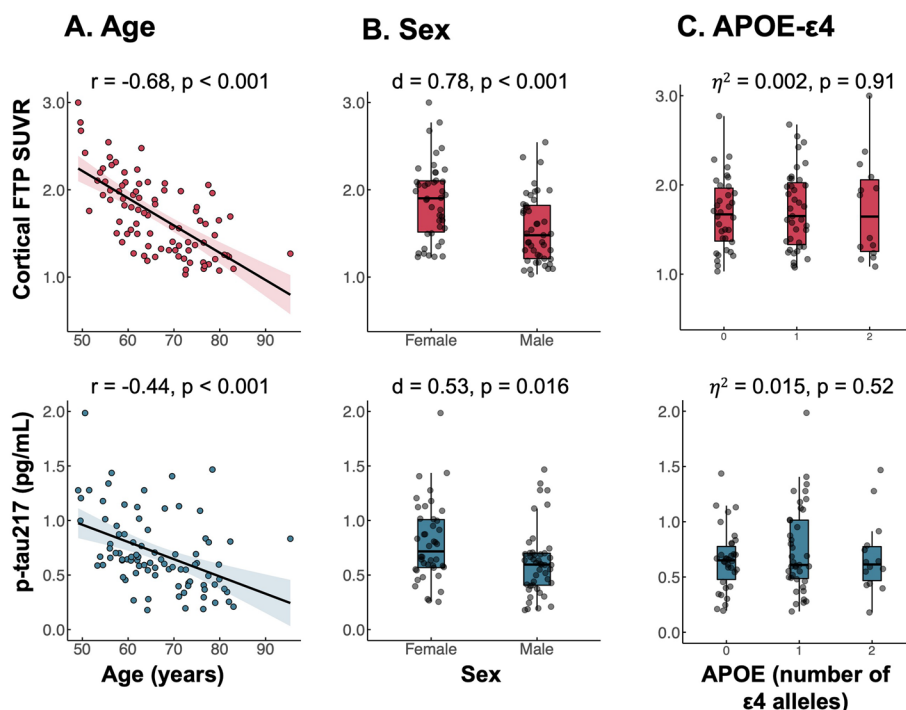 A. Age
B. Sex
C. APOE-ε4
r = -0.68, p < 0.001
d = 0.78, p < 0.001
η² = 0.002, p = 0.91
Cortical FTP SUVR
3.0
2.0
1.0
50 60 70 80 90
3.0
2.0
1.0
Female Male
3.0
2.0
1.0
0 1 2
r = -0.44, p < 0.001
d = 0.53, p = 0.016
η² = 0.015, p = 0.52
p-tau217 (pg/mL)
2.0
1.5
1.0
0.5
0.0
50 60 70 80 90
Age (years)
2.0
1.5
1.0
0.5
0.0
Female Male
Sex
2.0
1.5
1.0
0.5
0.0
0 1 2
APOE (number of
ε4 alleles)